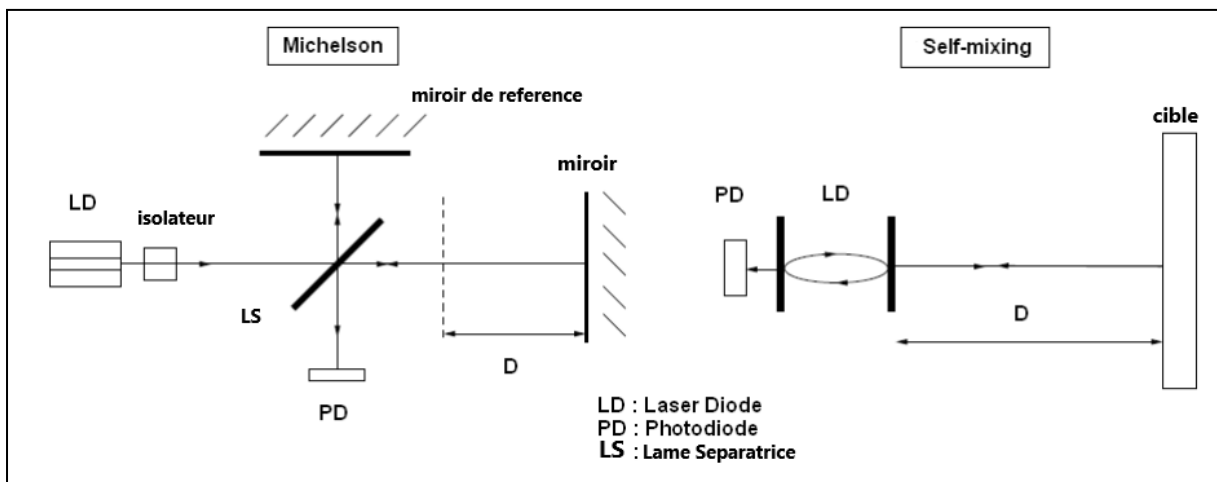 Michelson
Self-mixing
miroir de reference
cible
miroir
LD
isolateur
PD
LD
LS
D
D
PD
LD : Laser Diode
PD : Photodiode
LS : Lame Separatrice